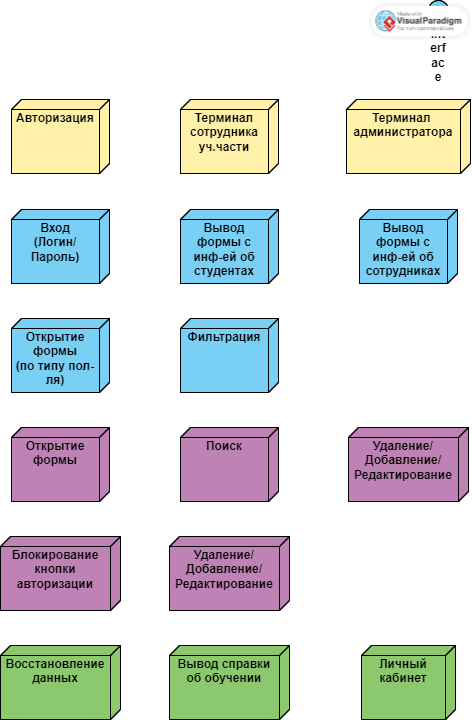 Made with
VisualParadigm
For non-commercial use
erf
ac
e
Авторизация
Терминал
сотрудника
уч.части
Терминал
администратора
Вход
(Логин/
Пароль)
Вывод
формы с
инф-ей об
студентах
Вывод
формы с
инф-ей об
сотрудниках
Открытие
формы
(по типу пол-
ля)
Фильтрация
Открытие
формы
Поиск
Удаление/
Добавление/
Редактирование
Блокирование
кнопки
авторизации
Удаление/
Добавление/
Редактирование
Восстановление
данных
Вывод справки
об обучении
Личный
кабинет